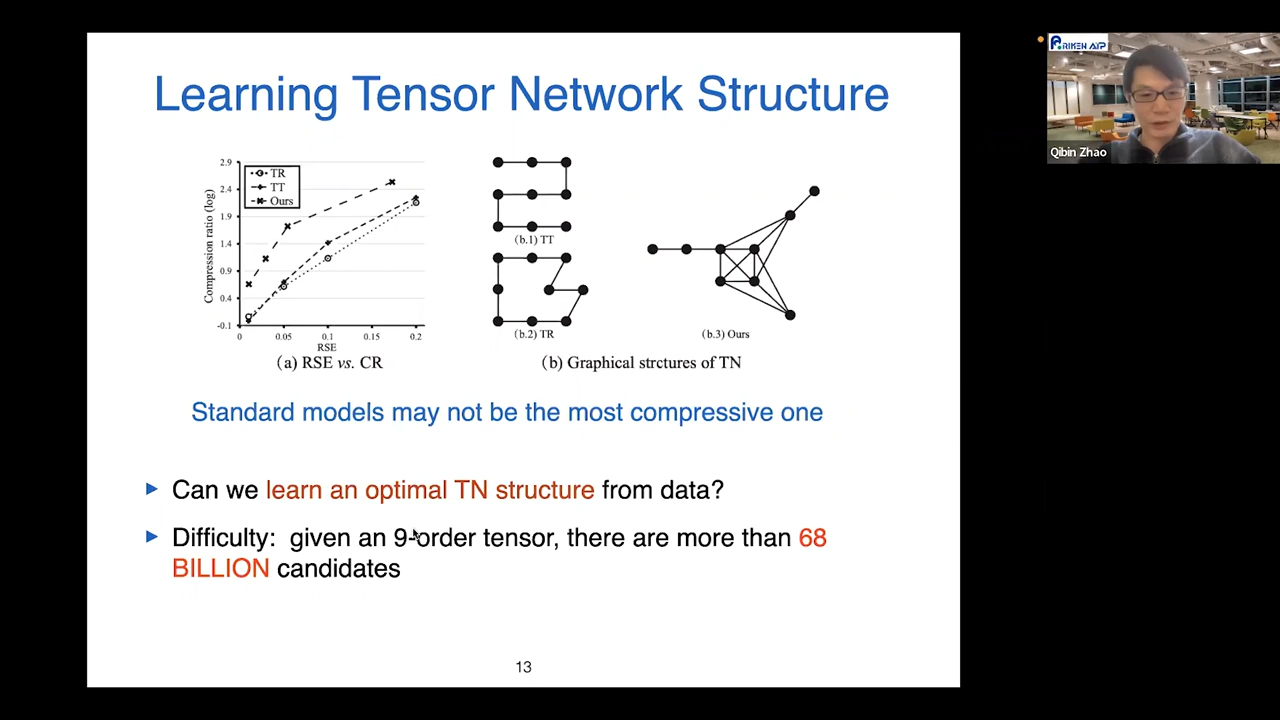 Learning Tensor Network Structure
2.9
2.4
1.9
1.4
0.9
0.4
-0.1
Compression ratio (log)
TR
TT
Ours
0
0.05
0.1
0.15
0.2
RSE
(a) RSE vs. CR
(b.1) TT
(b.2) TR
(b.3) Ours
(b) Graphical strctures of TN
Standard models may not be the most compressive one
Can we learn an optimal TN structure from data?
Difficulty: given an 9-order tensor, there are more than 68
BILLION candidates
13
RIKEN AIP
Qibin Zhao